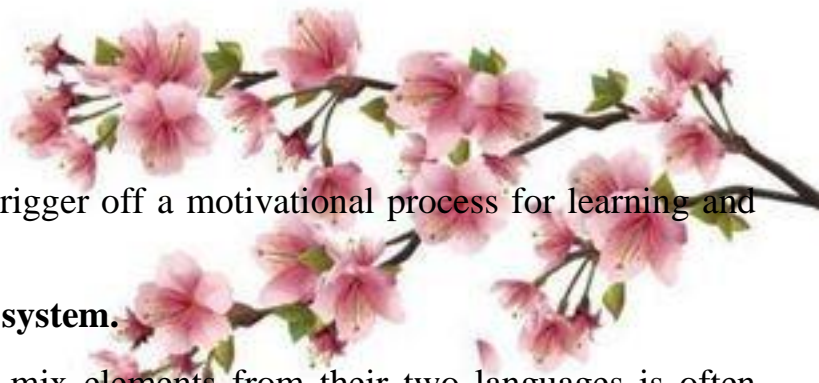 rigger off a motivational process for learning and
system.
mix elements from their two languages is often